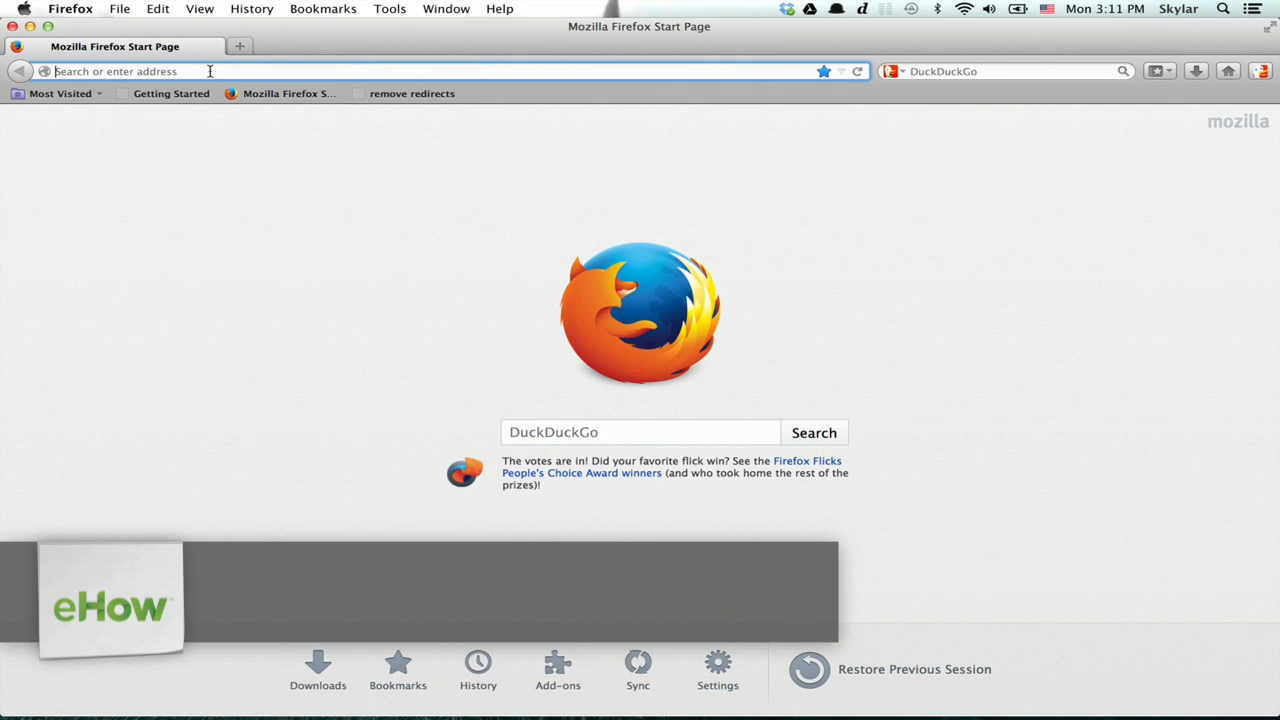 Firefox File Edit View History Bookmarks Tools Window Help d Mon 3:11 PM Skylar
Mozilla Firefox Start Page
Mozilla Firefox Start Page +
Search or enter address DuckDuckGo
Most Visited Getting Started Mozilla Firefox S... remove redirects
mozilla
DuckDuckGo Search
The votes are in! Did your favorite flick win? See the Firefox Flicks
People's Choice Award winners (and who took home the rest of the
prizes)!
eHow
Downloads Bookmarks History Add-ons Sync Settings Restore Previous Session